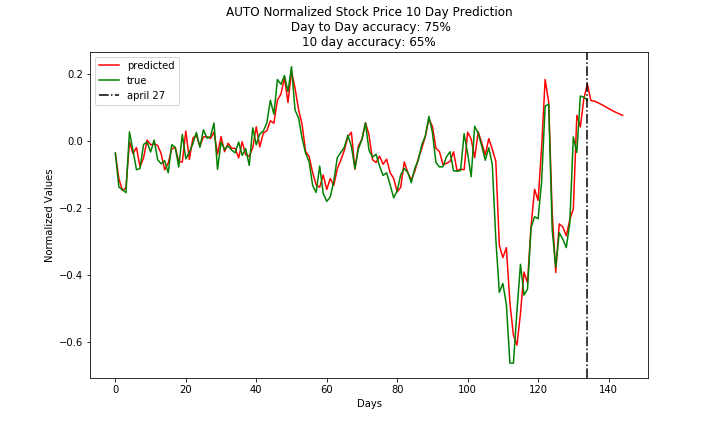 AUTO Normalized Stock Price 10 Day Prediction
Day to Day accuracy: 75%
10 day accuracy: 65%
predicted
true
april 27
Normalized Values
0.2
0.0
−0.2
−0.4
−0.6
0 20 40 60 80 100 120 140
Days